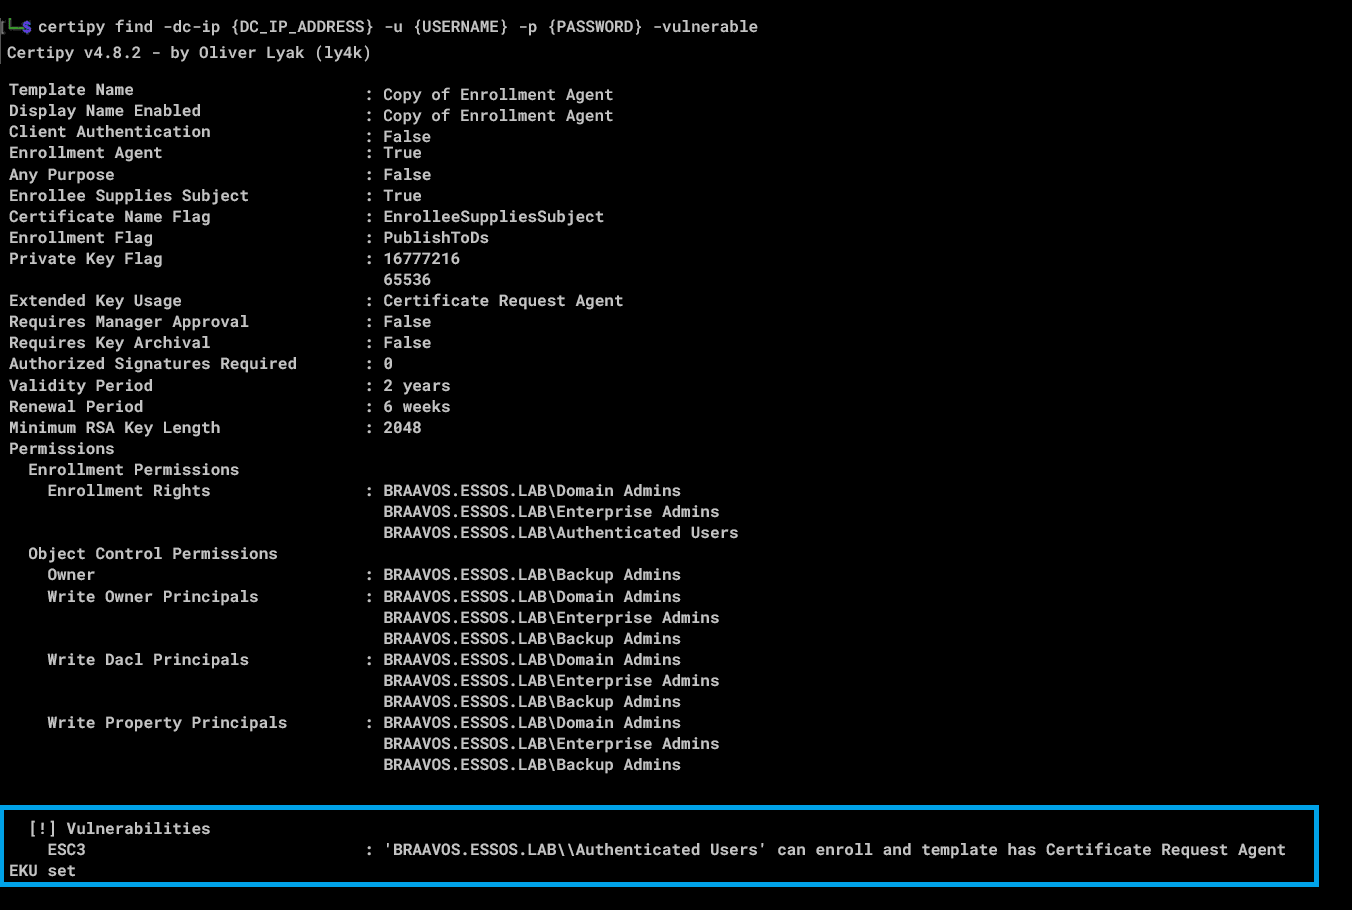 $ certipy find -dc-ip {DC_IP_ADDRESS} -u {USERNAME} -p {PASSWORD} -vulnerable
Certipy v4.8.2 - by Oliver Lyak (ly4k)
Template Name : Copy of Enrollment Agent
Display Name Enabled : Copy of Enrollment Agent
Client Authentication : False
Enrollment Agent : True
Any Purpose : False
Enrollee Supplies Subject : True
Certificate Name Flag : EnrolleeSuppliesSubject
Enrollment Flag : PublishToDs
Private Key Flag : 16777216
65536
Extended Key Usage : Certificate Request Agent
Requires Manager Approval : False
Requires Key Archival : False
Authorized Signatures Required : 0
Validity Period : 2 years
Renewal Period : 6 weeks
Minimum RSA Key Length : 2048
Permissions
Enrollment Permissions
Enrollment Rights : BRAAVOS.ESSOS.LAB\Domain Admins
BRAAVOS.ESSOS.LAB\Enterprise Admins
BRAAVOS.ESSOS.LAB\Authenticated Users
Object Control Permissions
Owner : BRAAVOS.ESSOS.LAB\Backup Admins
Write Owner Principals : BRAAVOS.ESSOS.LAB\Domain Admins
BRAAVOS.ESSOS.LAB\Enterprise Admins
BRAAVOS.ESSOS.LAB\Backup Admins
Write Dacl Principals : BRAAVOS.ESSOS.LAB\Domain Admins
BRAAVOS.ESSOS.LAB\Enterprise Admins
BRAAVOS.ESSOS.LAB\Backup Admins
Write Property Principals : BRAAVOS.ESSOS.LAB\Domain Admins
BRAAVOS.ESSOS.LAB\Enterprise Admins
BRAAVOS.ESSOS.LAB\Backup Admins
[!] Vulnerabilities
ESC3 : 'BRAAVOS.ESSOS.LAB\\Authenticated Users' can enroll and template has Certificate Request Agent
EKU set